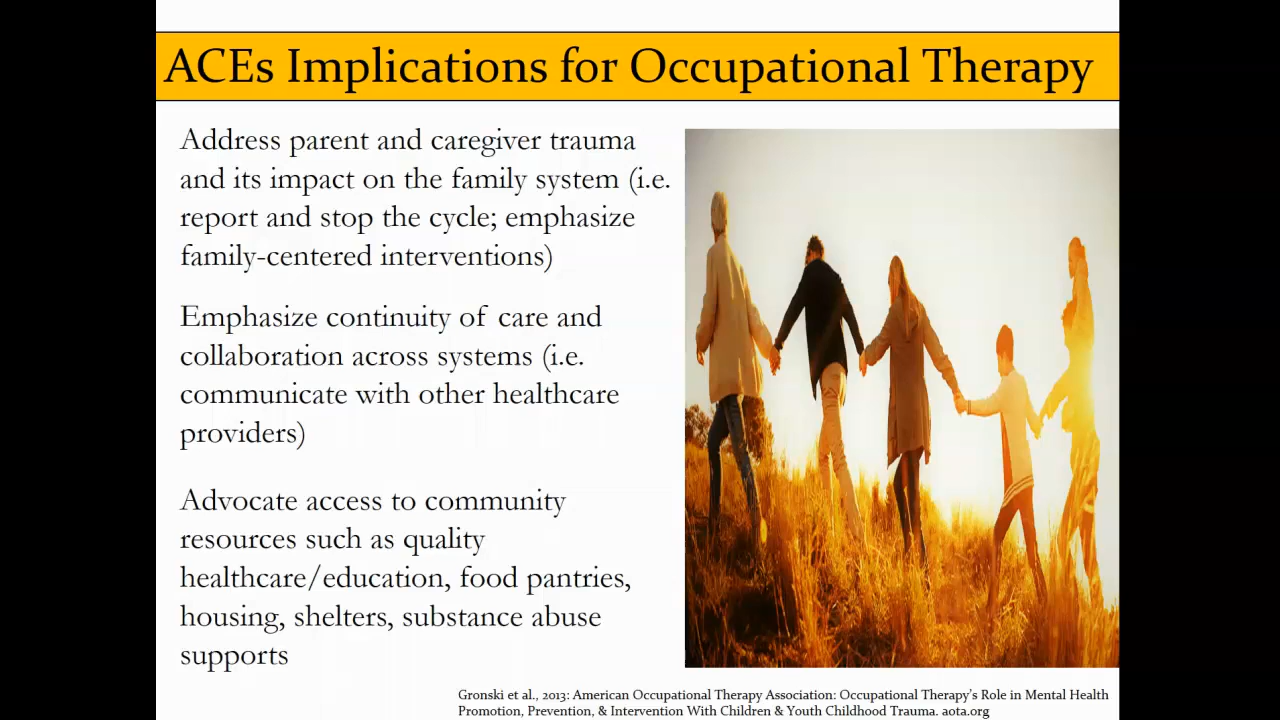 ACEs Implications for Occupational Therapy
Address parent and caregiver trauma
and its impact on the family system (i.e.
report and stop the cycle; emphasize
family-centered interventions)
Emphasize continuity of care and
collaboration across systems (i.e.
communicate with other healthcare
providers)
Advocate access to community
resources such as quality
healthcare/education, food pantries,
housing, shelters, substance abuse
supports
Gronski et al., 2013: American Occupational Therapy Association: Occupational Therapy's Role in Mental Health
Promotion, Prevention, & Intervention With Children & Youth Childhood Trauma. aota.org